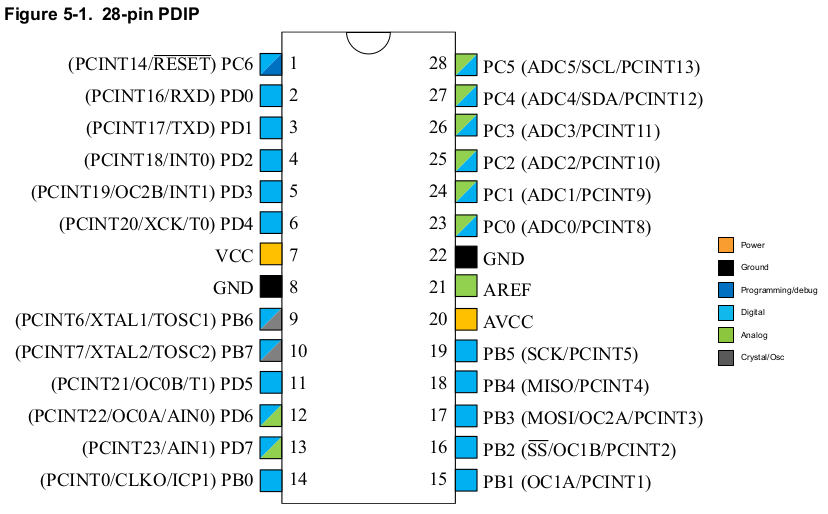 Figure 5-1. 28-pin PDIP
(PCINT14/RESET) PC6 1
(PCINT16/RXD) PD0 2
(PCINT17/TXD) PD1 3
(PCINT18/INT0) PD2 4
(PCINT19/OC2B/INT1) PD3 5
(PCINT20/XCK/T0) PD4 6
VCC 7
GND 8
(PCINT6/XTAL1/TOSC1) PB6 9
(PCINT7/XTAL2/TOSC2) PB7 10
(PCINT21/OC0B/T1) PD5 11
(PCINT22/OC0A/AIN0) PD6 12
(PCINT23/AIN1) PD7 13
(PCINT0/CLKO/ICP1) PB0 14
28 PC5 (ADC5/SCL/PCINT13)
27 PC4 (ADC4/SDA/PCINT12)
26 PC3 (ADC3/PCINT11)
25 PC2 (ADC2/PCINT10)
24 PC1 (ADC1/PCINT9)
23 PC0 (ADC0/PCINT8)
22 GND
21 AREF
20 AVCC
19 PB5 (SCK/PCINT5)
18 PB4 (MISO/PCINT4)
17 PB3 (MOSI/OC2A/PCINT3)
16 PB2 (SS/OC1B/PCINT2)
15 PB1 (OC1A/PCINT1)
Power
Ground
Programming/debug
Digital
Analog
Crystal/Osc